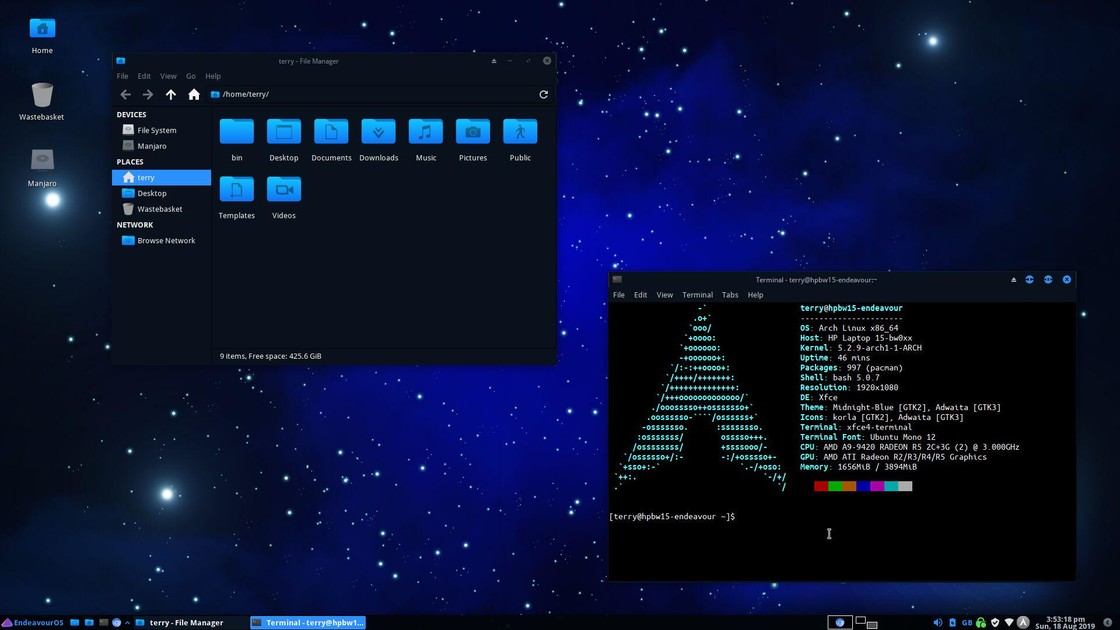 Home
Wastebasket
Manjaro
terry - File Manager
File Edit View Go Help
/home/terry/
DEVICES
File System
Manjaro
PLACES
terry
Desktop
Wastebasket
NETWORK
Browse Network
bin Desktop Documents Downloads Music Pictures Public
Templates Videos
9 items, Free space: 425.6 GiB
Terminal - terry@hpbw15-endeavour:~
File Edit View Terminal Tabs Help
terry@hpbw15-endeavour
----------------------
OS: Arch Linux x86_64
Host: HP Laptop 15-bw0xx
Kernel: 5.2.9-arch1-1-ARCH
Uptime: 46 mins
Packages: 997 (pacman)
Shell: bash 5.0.7
Resolution: 1920x1080
DE: Xfce
Theme: Midnight-Blue [GTK2], Adwaita [GTK3]
Icons: korla [GTK2], Adwaita [GTK3]
Terminal: xfce4-terminal
Terminal Font: Ubuntu Mono 12
CPU: AMD A9-9420 RADEON R5 2C+3G (2) @ 3.000GHz
GPU: AMD ATI Radeon R2/R3/R4/R5 Graphics
Memory: 1656MiB / 3894MiB
[terry@hpbw15-endeavour ~]$
EndeavourOS
terry - File Manager
Terminal - terry@hpbw1...
GB
3:53:18 pm
Sun, 18 Aug 2019